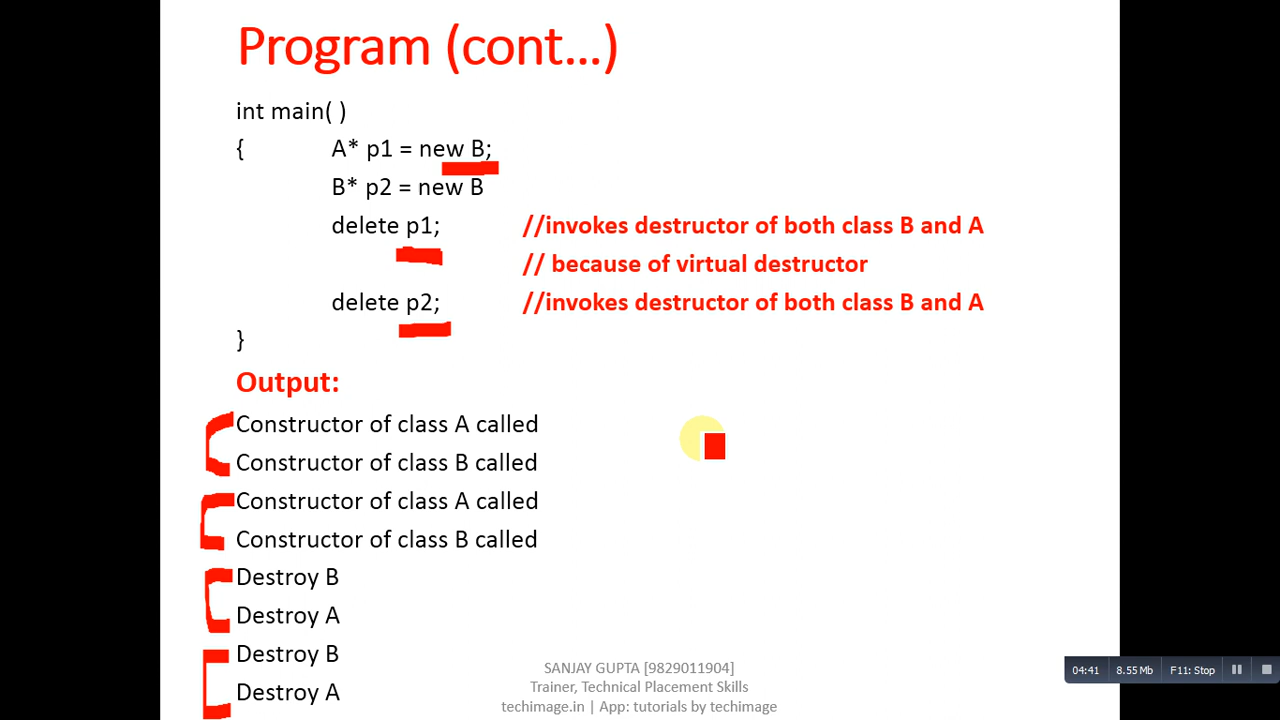 Program (cont...)
int main( )
{ A* p1 = new B;
B* p2 = new B
delete p1; //invokes destructor of both class B and A
// because of virtual destructor
delete p2; //invokes destructor of both class B and A
}
Output:
Constructor of class A called
Constructor of class B called
Constructor of class A called
Constructor of class B called
Destroy B
Destroy A
Destroy B
Destroy A
SANJAY GUPTA [9829011904]
Trainer, Technical Placement Skills
techimage.in | App: tutorials by techimage
04:41 8.55 Mb F11: Stop